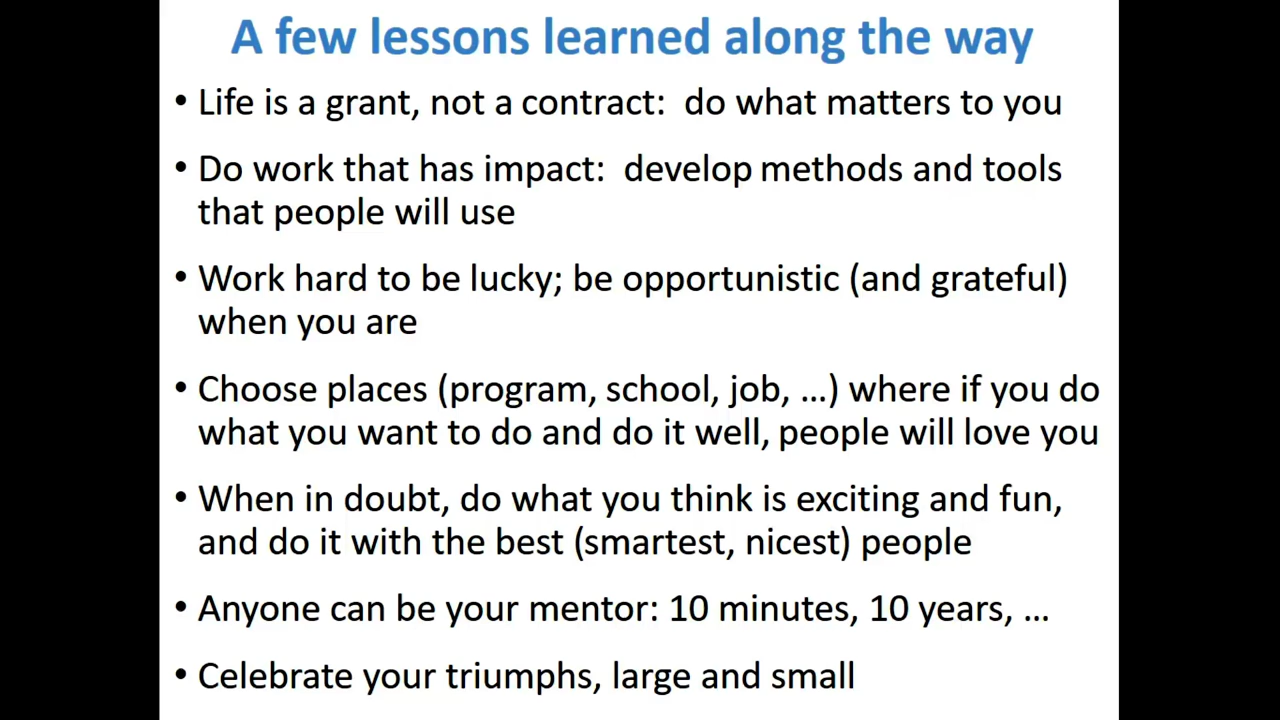 A few lessons learned along the way
• Life is a grant, not a contract: do what matters to you
• Do work that has impact: develop methods and tools
that people will use
• Work hard to be lucky; be opportunistic (and grateful)
when you are
• Choose places (program, school, job, …) where if you do
what you want to do and do it well, people will love you
• When in doubt, do what you think is exciting and fun,
and do it with the best (smartest, nicest) people
• Anyone can be your mentor: 10 minutes, 10 years, …
• Celebrate your triumphs, large and small